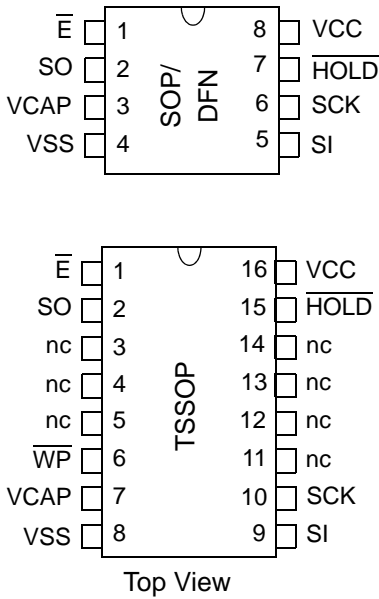 E 1 8 VCC
SO 2 7 HOLD
VCAP 3 6 SCK
VSS 4 5 SI
SOP/
DFN
E 1 16 VCC
SO 2 15 HOLD
nc 3 14 nc
nc 4 13 nc
nc 5 12 nc
WP 6 11 nc
VCAP 7 10 SCK
VSS 8 9 SI
TSSOP
Top View